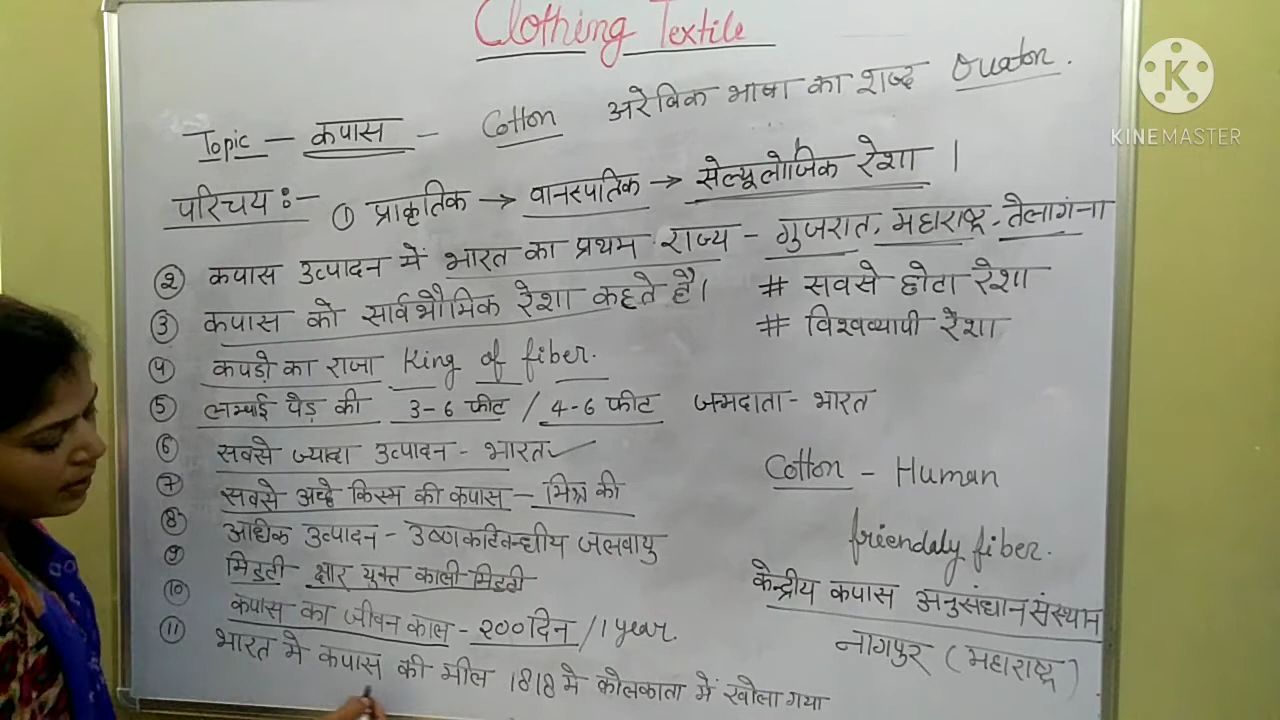 Clothing Textile
Topic - कपास - Cotton अरेविक भाषा का शब्द Ouaton.
परिचय :- ① प्राकृतिक → वानस्पतिक → सेल्यूलोजिक रेशा ।
② कपास उत्पादन में भारत का प्रथम राज्य - गुजरात, महाराष्ट्र, तेलागंना
③ कपास को सार्वभौमिक रेशा कहते है। # सबसे छोटा रेशा
# विश्वव्यापी रेशा
④ कपड़ो का राजा King of fiber.
⑤ लम्बाई पेड़ की 3-6 फीट / 4-6 फीट जन्मदाता - भारत
⑥ सबसे ज्यादा उत्पादन - भारत ✓
⑦ सबसे अच्छे किस्म की कपास - मिस्र की
Cotton - Human
friendaly fiber.
⑧ अधिक उत्पादन - उष्णकटिबन्धीय जलवायु
⑨ मिट्टी क्षार युक्त काली मिट्टी
केन्द्रीय कपास अनुसंधान संस्थान
नागपुर (महाराष्ट्र)
⑩ कपास का जीवन काल - २०० दिन / 1 year.
⑪ भारत मे कपास की मील 1818 मे कोलकाता में खोला गया
KINEMASTER